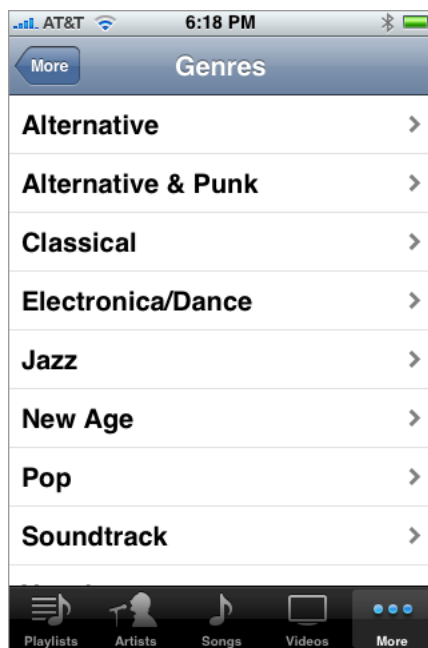 AT&T 6:18 PM
More Genres
Alternative
Alternative & Punk
Classical
Electronica/Dance
Jazz
New Age
Pop
Soundtrack
Playlists Artists Songs Videos More